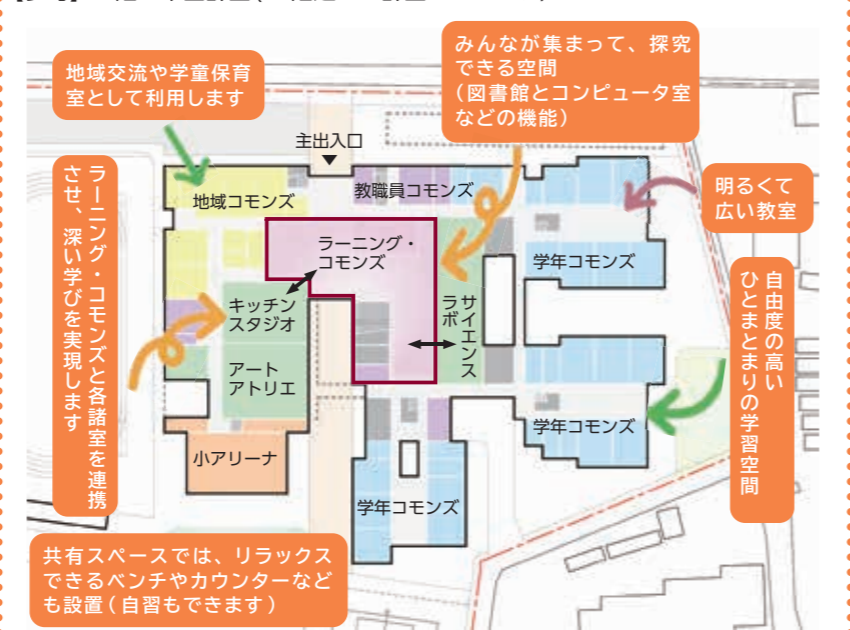 地域交流や学童保育
室として利用します
みんなが集まって、探究
できる空間
(図書館とコンピュータ室
などの機能)
主出入口
地域コモンズ
教職員コモンズ
明るくて
広い教室
ラーニング・コモンズと各諸室を連携
させ、深い学びを実現します
ラーニング・
コモンズ
学年コモンズ
キッチン
スタジオ
サイエンス
ラボ
自由度の高い
ひとまとまりの学習空間
アート
アトリエ
学年コモンズ
小アリーナ
学年コモンズ
共有スペースでは、リラックス
できるベンチやカウンターなど
も設置(自習もできます)